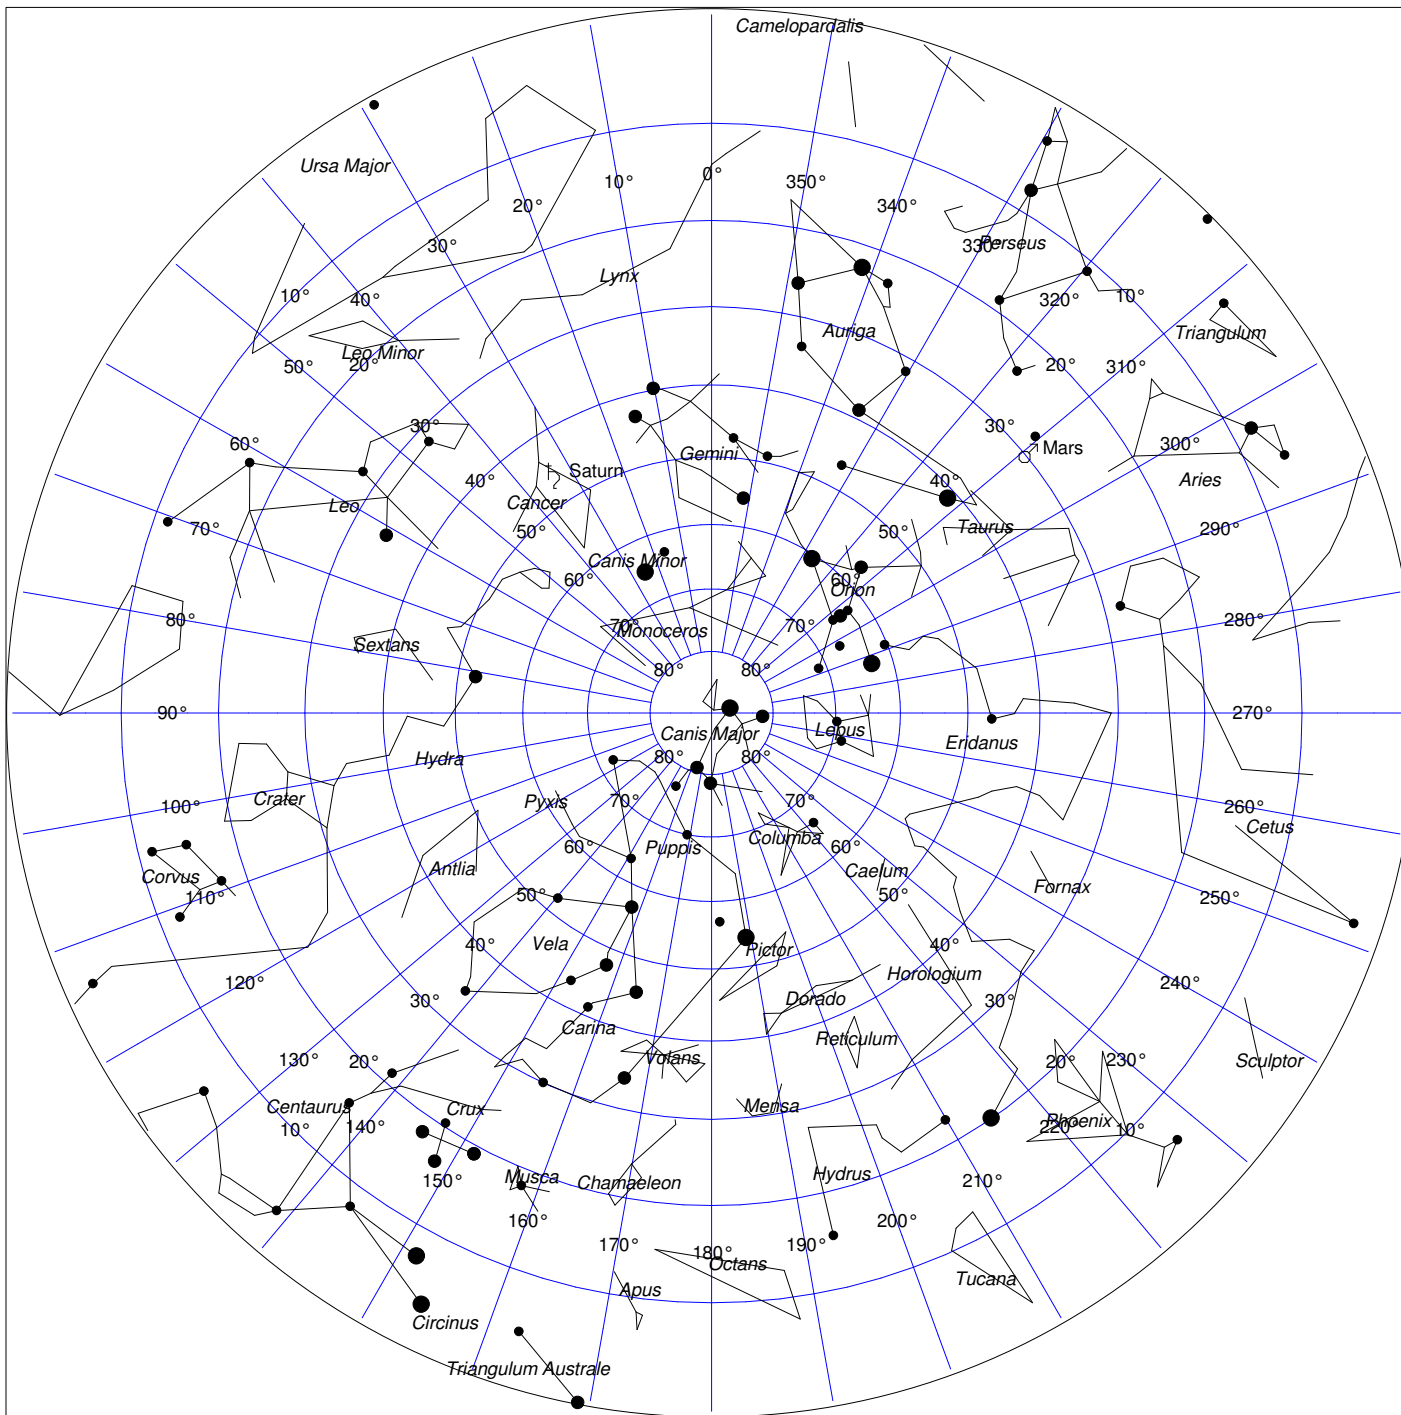 Camelopardalis
Ursa Major
10° 0° 350°
20° 340°
30° Perseus
330°
Lynx
10° 40° 320° 10°
Auriga Triangulum
Leo Minor
50° 20° 20° 310°
30° 30°
60° 300°
Gemini Mars
Saturn
40° 40° Aries
Cancer
Leo
70° 50° Taurus 50° 290°
Canis Minor
60° 60°
Orion
80° 70° 70° 280°
Monoceros
Sextans
80° 80°
90° 270°
Canis Major Lepus
Eridanus
Hydra 80° 80°
Crater Pyxis
100° 70° 70° 260°
Cetus
Columba
60° Puppis 60°
Antlia Caelum
Corvus Fornax
110° 50° 50° 250°
Vela Pictor
40° 40°
120° Horologium 240°
30° Dorado 30°
Carina
Reticulum
130° 20° Volans 20° 230° Sculptor
Centaurus Crux Mensa
10° 140° Phoenix
220° 10°
Musca Chamaeleon Hydrus
150° 210°
160° 200°
170° 180° 190°
Octans
Apus Tucana
Circinus
Triangulum Australe